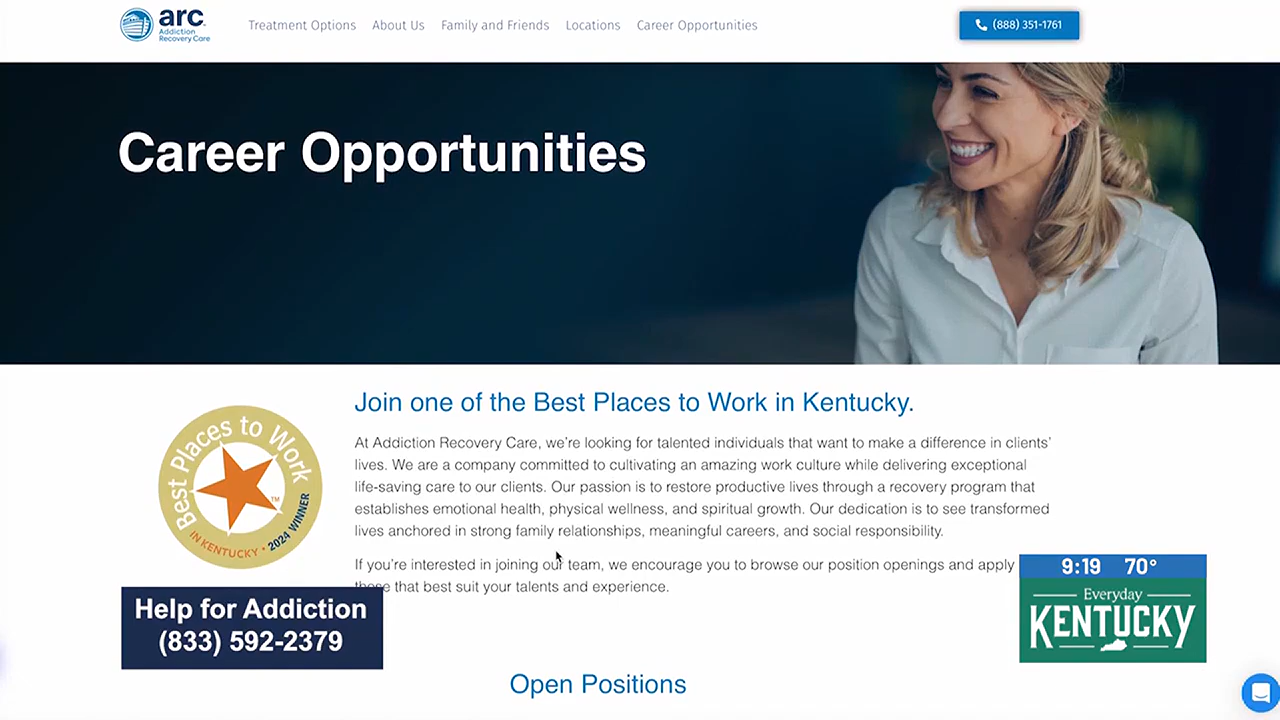 arc
Addiction
Recovery Care
Treatment Options About Us Family and Friends Locations Career Opportunities
(888) 351-1761
Career Opportunities
Best Places to Work
IN KENTUCKY • 2024 WINNER
TM
Join one of the Best Places to Work in Kentucky.
At Addiction Recovery Care, we're looking for talented individuals that want to make a difference in clients'
lives. We are a company committed to cultivating an amazing work culture while delivering exceptional
life-saving care to our clients. Our passion is to restore productive lives through a recovery program that
establishes emotional health, physical wellness, and spiritual growth. Our dedication is to see transformed
lives anchored in strong family relationships, meaningful careers, and social responsibility.
If you're interested in joining our team, we encourage you to browse our position openings and apply
those that best suit your talents and experience.
Help for Addiction
(833) 592-2379
9:19 70°
Everyday
KENTUCKY
Open Positions